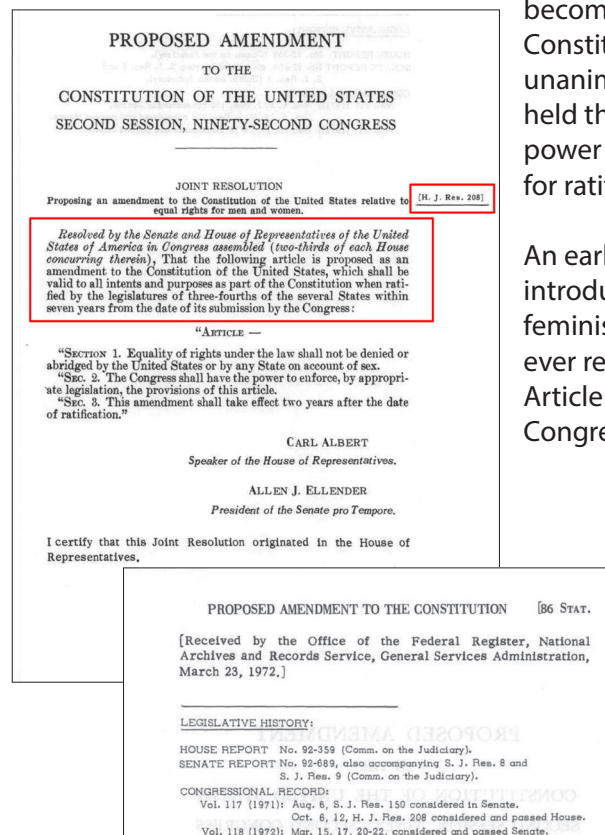 PROPOSED AMENDMENT
TO THE
CONSTITUTION OF THE UNITED STATES
SECOND SESSION, NINETY-SECOND CONGRESS
JOINT RESOLUTION
Proposing an amendment to the Constitution of the United States relative to
equal rights for men and women.
[H. J. Res. 208]
Resolved by the Senate and House of Representatives of the United
States of America in Congress assembled (two-thirds of each House
concurring therein), That the following article is proposed as an
amendment to the Constitution of the United States, which shall be
valid to all intents and purposes as part of the Constitution when rati-
fied by the legislatures of three-fourths of the several States within
seven years from the date of its submission by the Congress:
“ARTICLE —
“SECTION 1. Equality of rights under the law shall not be denied or
abridged by the United States or by any State on account of sex.
“SEC. 2. The Congress shall have the power to enforce, by appropri-
ate legislation, the provisions of this article.
“SEC. 3. This amendment shall take effect two years after the date
of ratification.”
CARL ALBERT
Speaker of the House of Representatives.
ALLEN J. ELLENDER
President of the Senate pro Tempore.
I certify that this Joint Resolution originated in the House of
Representatives.
PROPOSED AMENDMENT TO THE CONSTITUTION [86 STAT.
[Received by the Office of the Federal Register, National
Archives and Records Service, General Services Administration,
March 23, 1972.]
LEGISLATIVE HISTORY:
HOUSE REPORT No. 92-359 (Comm. on the Judiciary).
SENATE REPORT No. 92-689, also accompanying S. J. Res. 8 and
S. J. Res. 9 (Comm. on the Judiciary).
CONGRESSIONAL RECORD:
Vol. 117 (1971): Aug. 6, S. J. Res. 150 considered in Senate.
Oct. 6, 12, H. J. Res. 208 considered and passed House.
Vol. 118 (1972): Mar. 15, 17, 20-22, considered and passed Senate.
becom
Constit
unanim
held th
power
for rati
An earl
introdu
feminis
ever re
Article
Congre